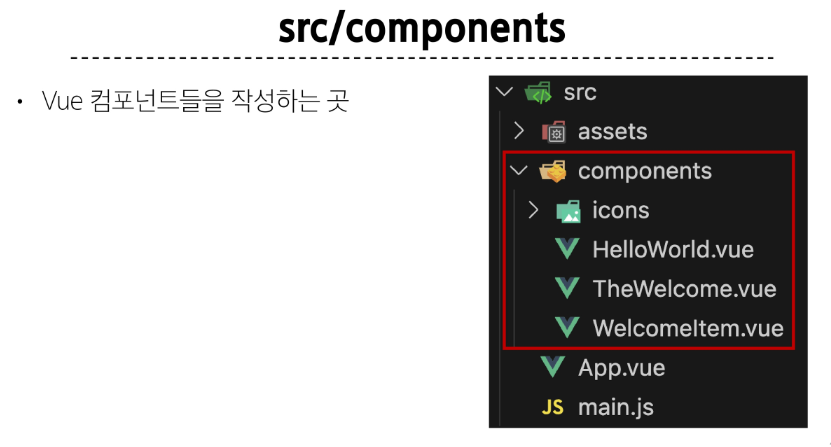 src/components
• Vue 컴포넌트들을 작성하는 곳
src
assets
components
icons
HelloWorld.vue
TheWelcome.vue
WelcomeItem.vue
App.vue
JS main.js